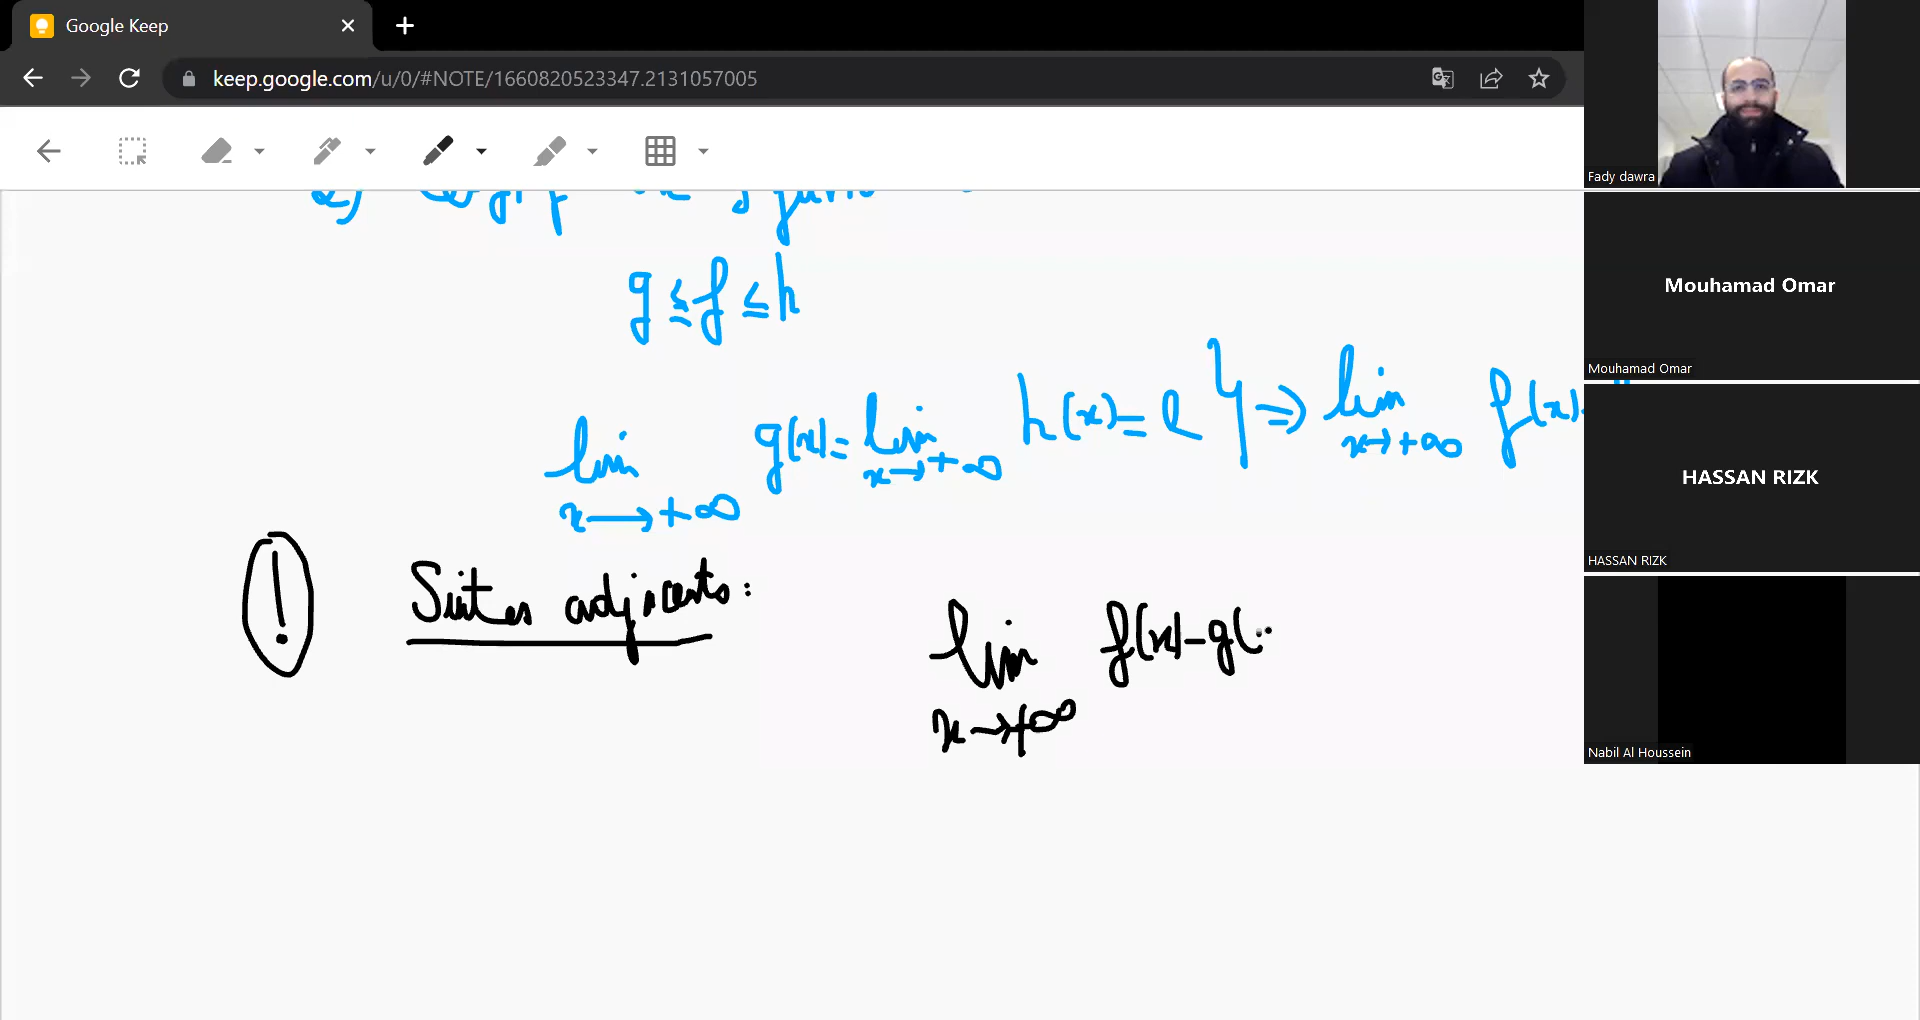 Google Keep
keep.google.com/u/0/#NOTE/1660820523347.2131057005
g ≤ f ≤ h
lim g(x) = lim h(x) = l } ⇒ lim f(x)
x → +∞ x → +∞ x → +∞
! Suites adjacents :
lim f(x) - g(
x → +∞
Fady dawra
Mouhamad Omar
Mouhamad Omar
HASSAN RIZK
HASSAN RIZK
Nabil Al Houssein